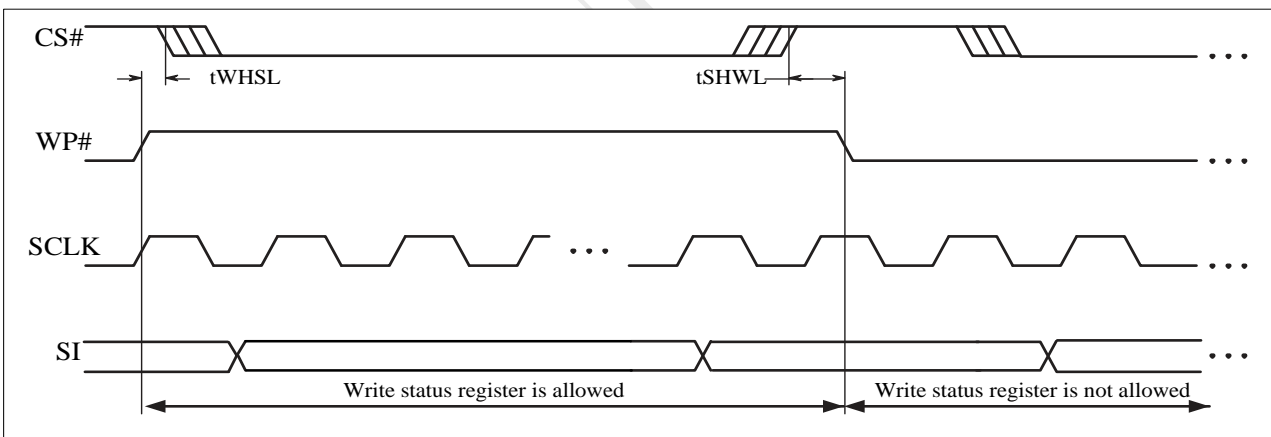 CS#
tWHSL
tSHWL
WP#
SCLK
SI
Write status register is allowed
Write status register is not allowed